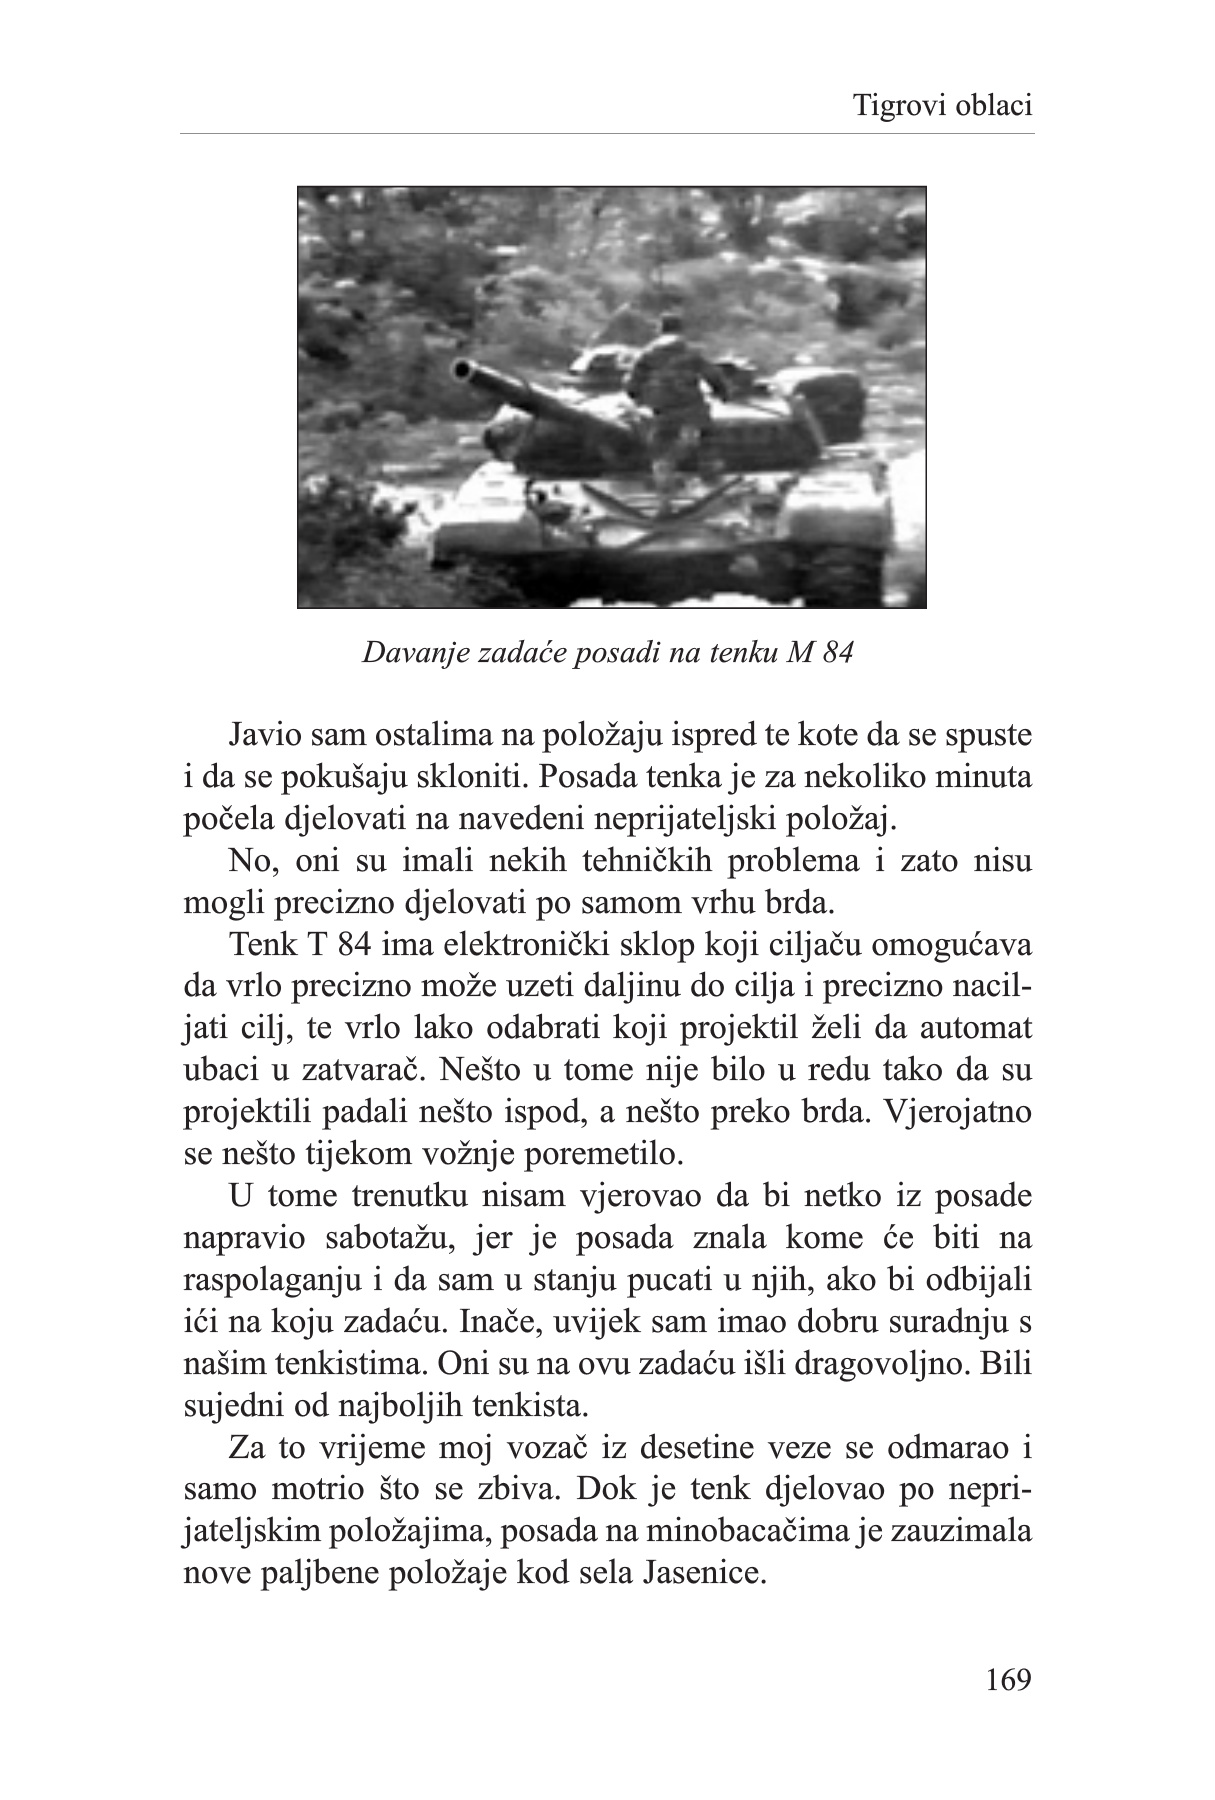 Tigrovi oblaci
Davanje zadaće posadi na tenku M 84
Javio sam ostalima na položaju ispred te kote da se spuste
i da se pokušaju skloniti. Posada tenka je za nekoliko minuta
počela djelovati na navedeni neprijateljski položaj.
No, oni su imali nekih tehničkih problema i zato nisu
mogli precizno djelovati po samom vrhu brda.
Tenk T 84 ima elektronički sklop koji ciljaču omogućava
da vrlo precizno može uzeti daljinu do cilja i precizno nacil-
jati cilj, te vrlo lako odabrati koji projektil želi da automat
ubaci u zatvarač. Nešto u tome nije bilo u redu tako da su
projektili padali nešto ispod, a nešto preko brda. Vjerojatno
se nešto tijekom vožnje poremetilo.
U tome trenutku nisam vjerovao da bi netko iz posade
napravio sabotažu, jer je posada znala kome će biti na
raspolaganju i da sam u stanju pucati u njih, ako bi odbijali
ići na koju zadaću. Inače, uvijek sam imao dobru suradnju s
našim tenkistima. Oni su na ovu zadaću išli dragovoljno. Bili
sujedni od najboljih tenkista.
Za to vrijeme moj vozač iz desetine veze se odmarao i
samo motrio što se zbiva. Dok je tenk djelovao po nepri-
jateljskim položajima, posada na minobacačima je zauzimala
nove paljbene položaje kod sela Jasenice.
169